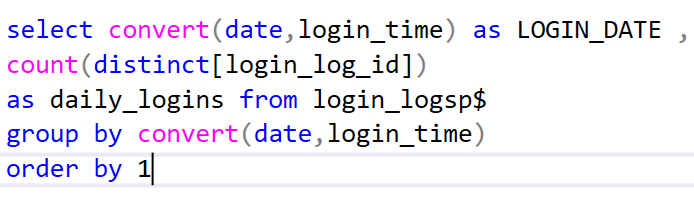 select convert(date,login_time) as LOGIN_DATE ,
count(distinct[login_log_id])
as daily_logins from login_logsp$
group by convert(date,login_time)
order by 1